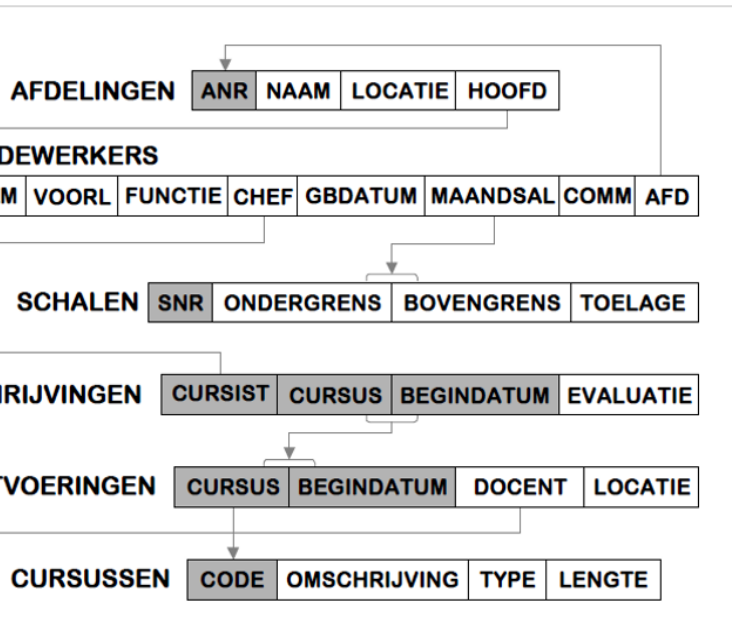 AFDELINGEN ANR NAAM LOCATIE HOOFD
DEWERKERS
M VOORL FUNCTIE CHEF GBDATUM MAANDSAL COMM AFD
SCHALEN SNR ONDERGRENS BOVENGRENS TOELAGE
RIJVINGEN CURSIST CURSUS BEGINDATUM EVALUATIE
TVOERINGEN CURSUS BEGINDATUM DOCENT LOCATIE
CURSUSSEN CODE OMSCHRIJVING TYPE LENGTE